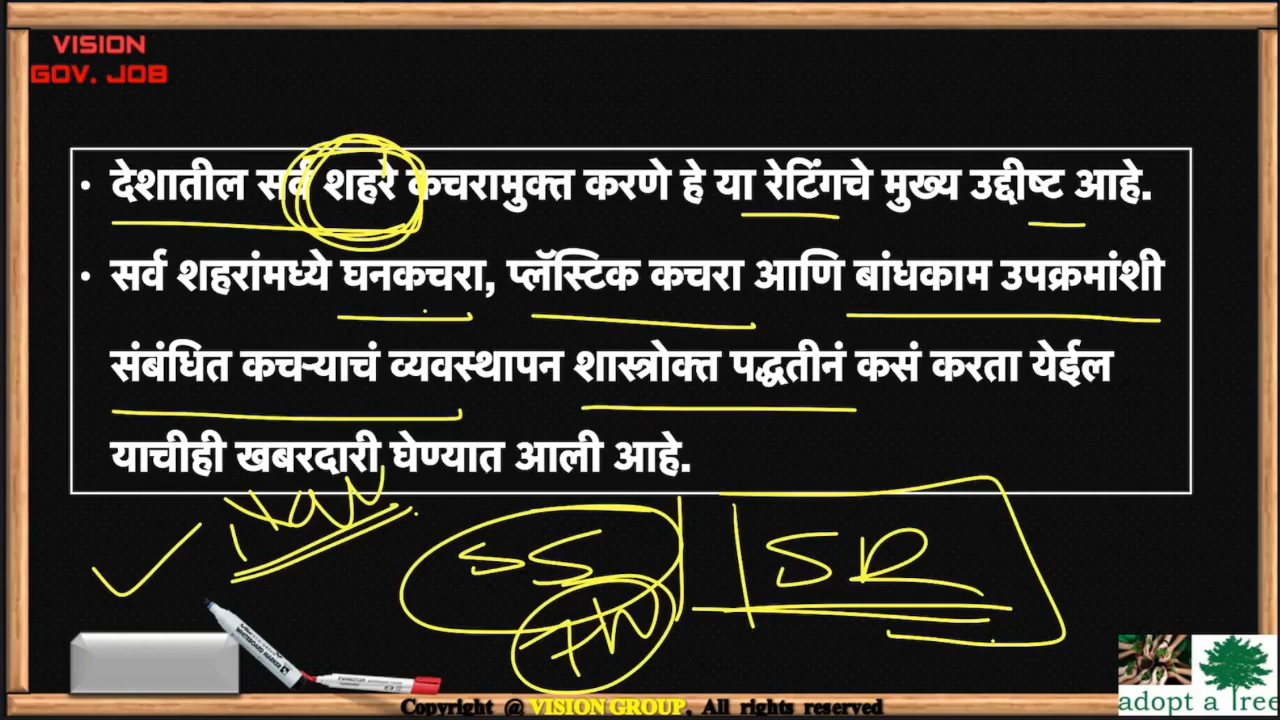 VISION
GOV. JOB
• देशातील सर्व शहरे कचरामुक्त करणे हे या रेटिंगचे मुख्य उद्दीष्ट आहे.
• सर्व शहरांमध्ये घनकचरा, प्लॅस्टिक कचरा आणि बांधकाम उपक्रमांशी
संबंधित कचऱ्याचं व्यवस्थापन शास्त्रोक्त पद्धतीनं कसं करता येईल
याचीही खबरदारी घेण्यात आली आहे.
SS
SR
adopt a Tree
Copyright @ VISION GROUP, All rights reserved